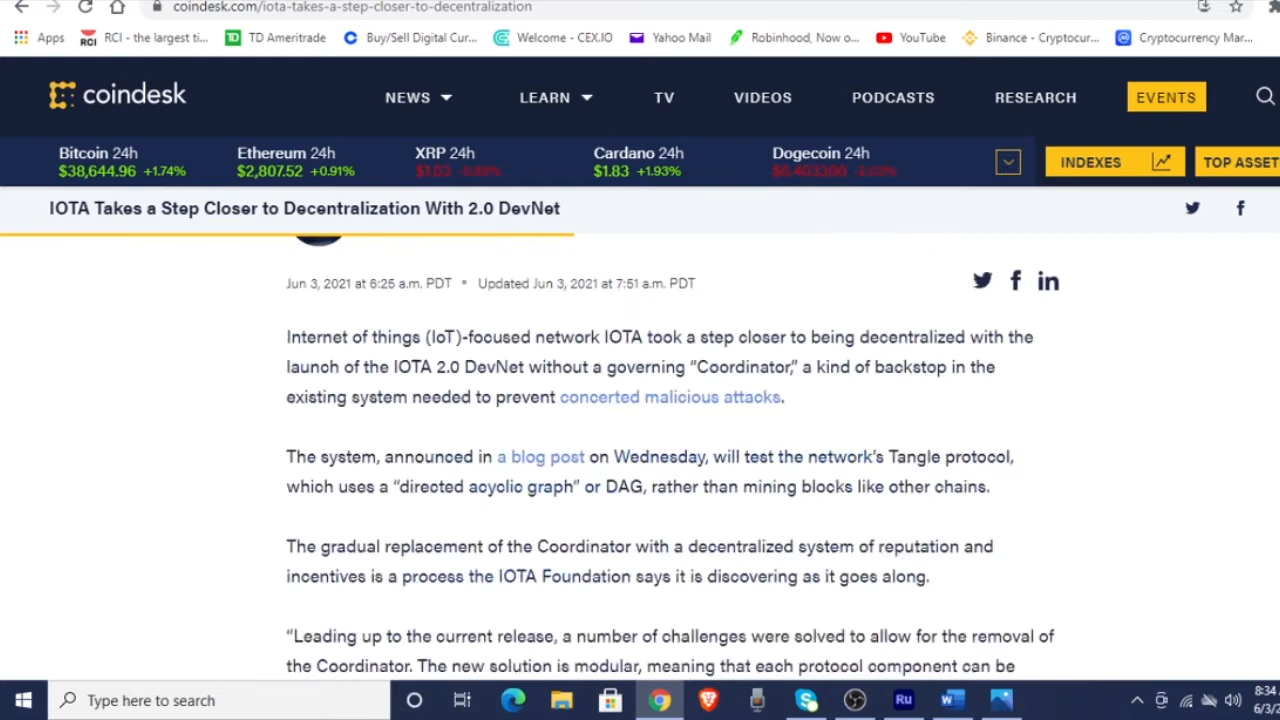 coindesk.com/iota-takes-a-step-closer-to-decentralization
Apps RCI - the largest ti... TD Ameritrade Buy/Sell Digital Cur... Welcome - CEX.IO Yahoo Mail Robinhood, Now o... YouTube Binance - Cryptocur... Cryptocurrency Mar...
coindesk NEWS LEARN TV VIDEOS PODCASTS RESEARCH EVENTS
Bitcoin 24h Ethereum 24h XRP 24h Cardano 24h Dogecoin 24h
$38,644.96 +1.74% $2,807.52 +0.91% $1.03 $1.83 +1.93% $0.403300
INDEXES TOP ASSET
IOTA Takes a Step Closer to Decentralization With 2.0 DevNet
Jun 3, 2021 at 6:25 a.m. PDT • Updated Jun 3, 2021 at 7:51 a.m. PDT
Internet of things (IoT)-focused network IOTA took a step closer to being decentralized with the
launch of the IOTA 2.0 DevNet without a governing “Coordinator,” a kind of backstop in the
existing system needed to prevent concerted malicious attacks.
The system, announced in a blog post on Wednesday, will test the network’s Tangle protocol,
which uses a “directed acyclic graph” or DAG, rather than mining blocks like other chains.
The gradual replacement of the Coordinator with a decentralized system of reputation and
incentives is a process the IOTA Foundation says it is discovering as it goes along.
“Leading up to the current release, a number of challenges were solved to allow for the removal of
the Coordinator. The new solution is modular, meaning that each protocol component can be
Type here to search
Ru
8:34
6/3/2